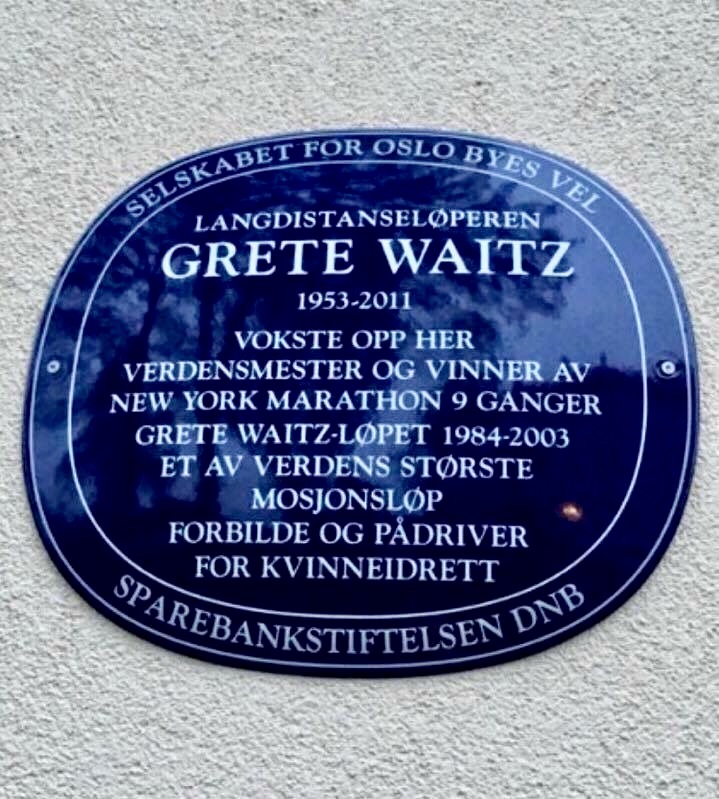 SELSKABET FOR OSLO BYES VEL
LANGDISTANSELØPEREN
GRETE WAITZ
1953-2011
VOKSTE OPP HER
VERDENSMESTER OG VINNER AV
NEW YORK MARATHON 9 GANGER
GRETE WAITZ-LØPET 1984-2003
ET AV VERDENS STØRSTE
MOSJONSLØP
FORBILDE OG PÅDRIVER
FOR KVINNEIDRETT
SPAREBANKSTIFTELSEN DNB